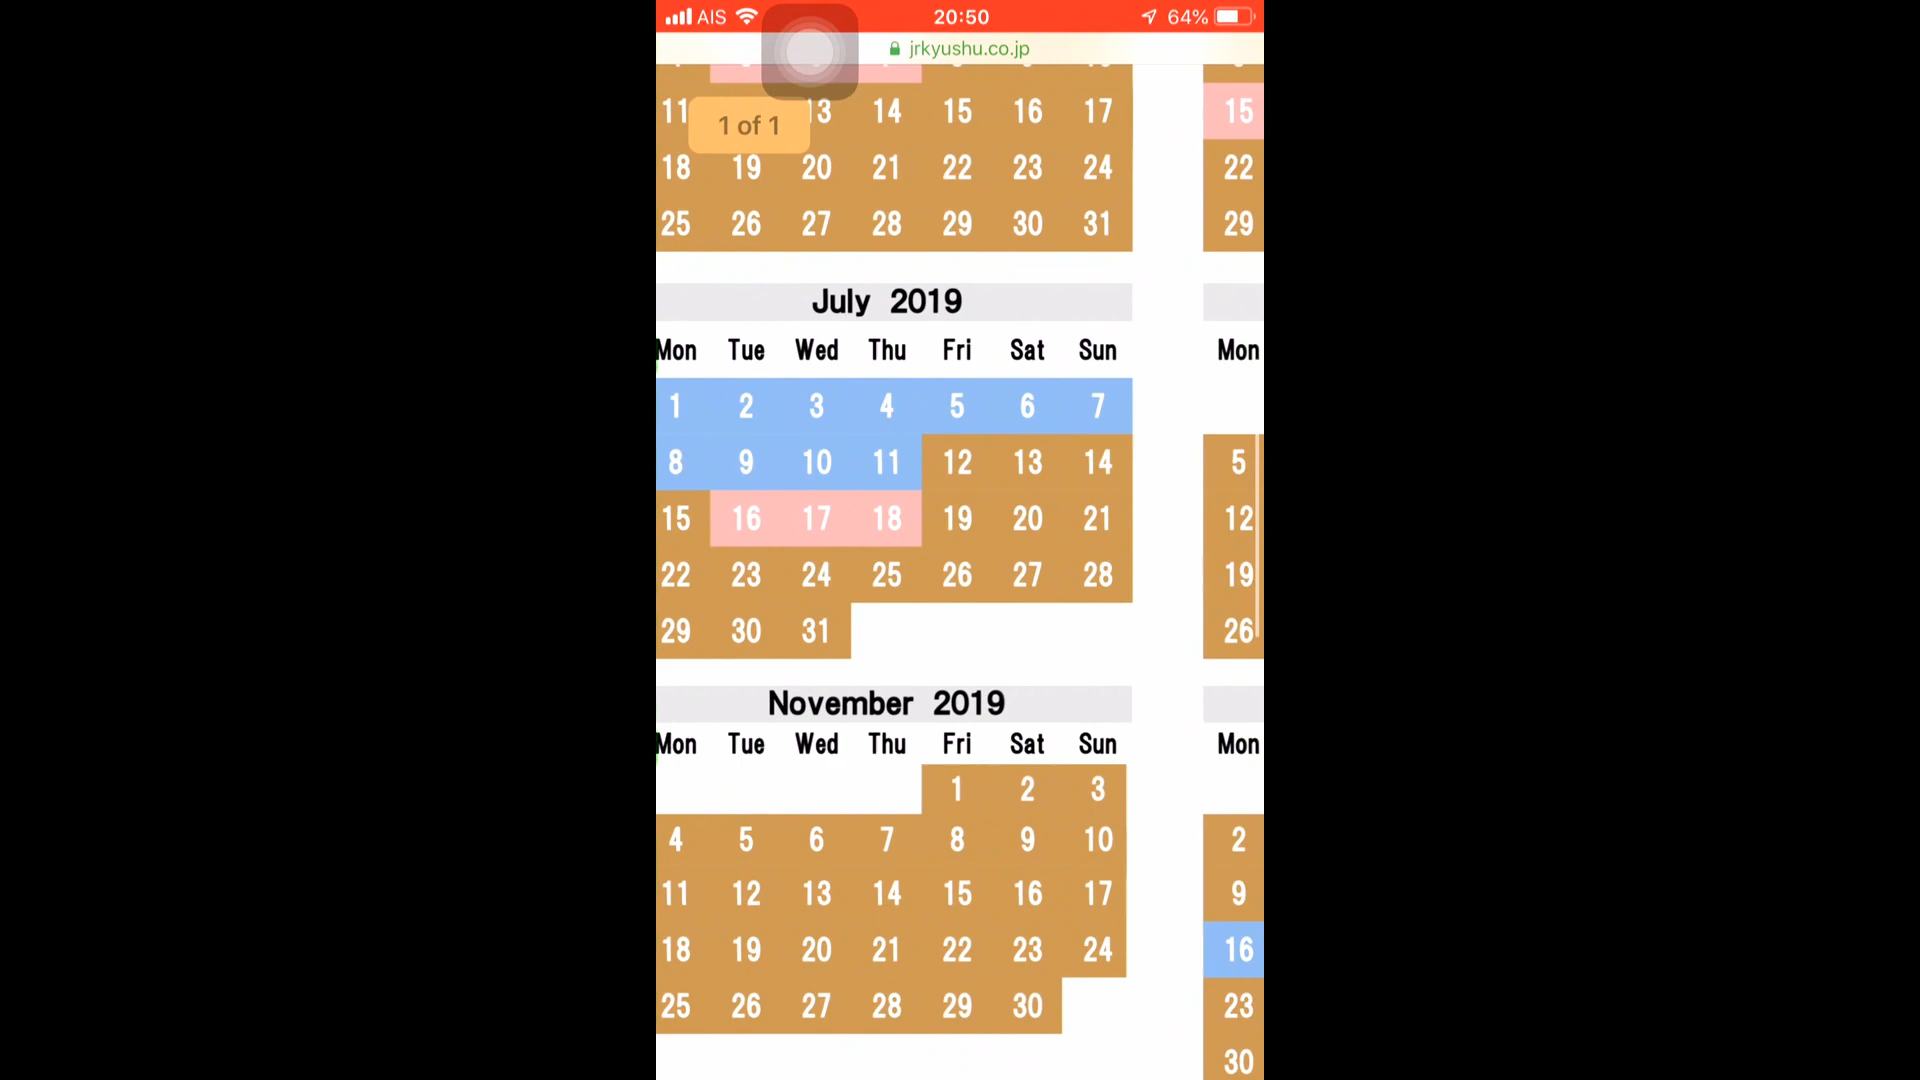 AIS 20:50 64%
jrkyushu.co.jp
1 of 1
11 13 14 15 16 17 15
18 19 20 21 22 23 24 22
25 26 27 28 29 30 31 29
July 2019
Mon Tue Wed Thu Fri Sat Sun Mon
1 2 3 4 5 6 7
8 9 10 11 12 13 14 5
15 16 17 18 19 20 21 12
22 23 24 25 26 27 28 19
29 30 31 26
November 2019
Mon Tue Wed Thu Fri Sat Sun Mon
1 2 3
4 5 6 7 8 9 10 2
11 12 13 14 15 16 17 9
18 19 20 21 22 23 24 16
25 26 27 28 29 30 23
30